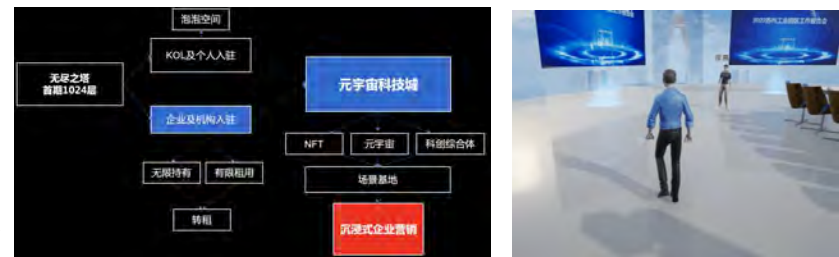 泡泡空间
KOL及个人入驻
无尽之塔
首期1024层
企业及机构入驻
无限持有
有限租用
转租
元宇宙科技城
NFT
元宇宙
科创综合体
场景基地
沉浸式企业营销